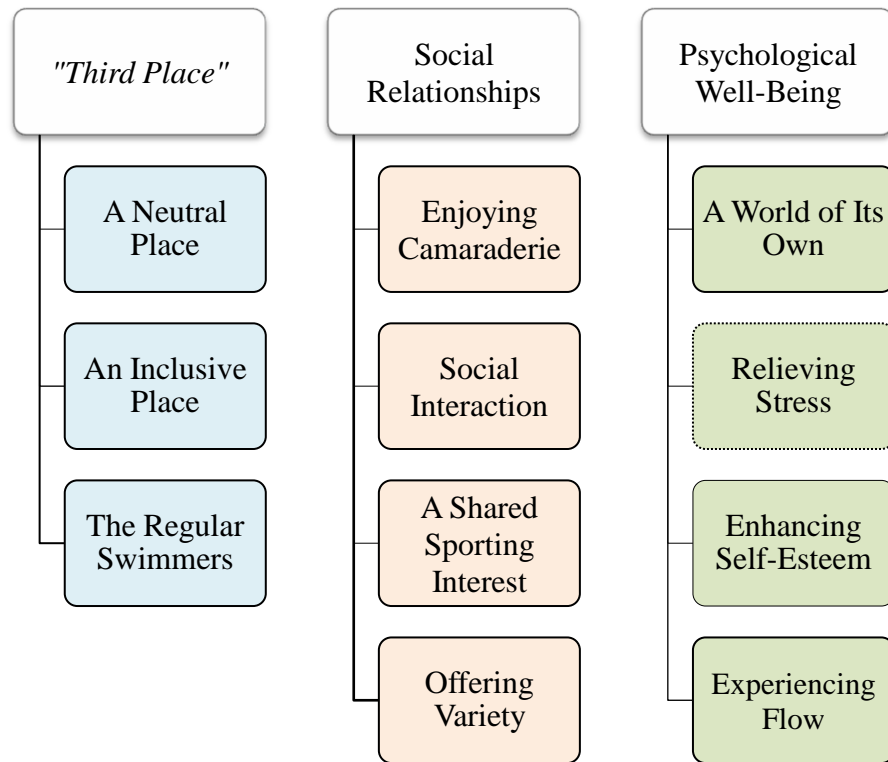 "Third Place"
A Neutral
Place
An Inclusive
Place
The Regular
Swimmers
Social
Relationships
Enjoying
Camaraderie
Social
Interaction
A Shared
Sporting
Interest
Offering
Variety
Psychological
Well-Being
A World of Its
Own
Relieving
Stress
Enhancing
Self-Esteem
Experiencing
Flow